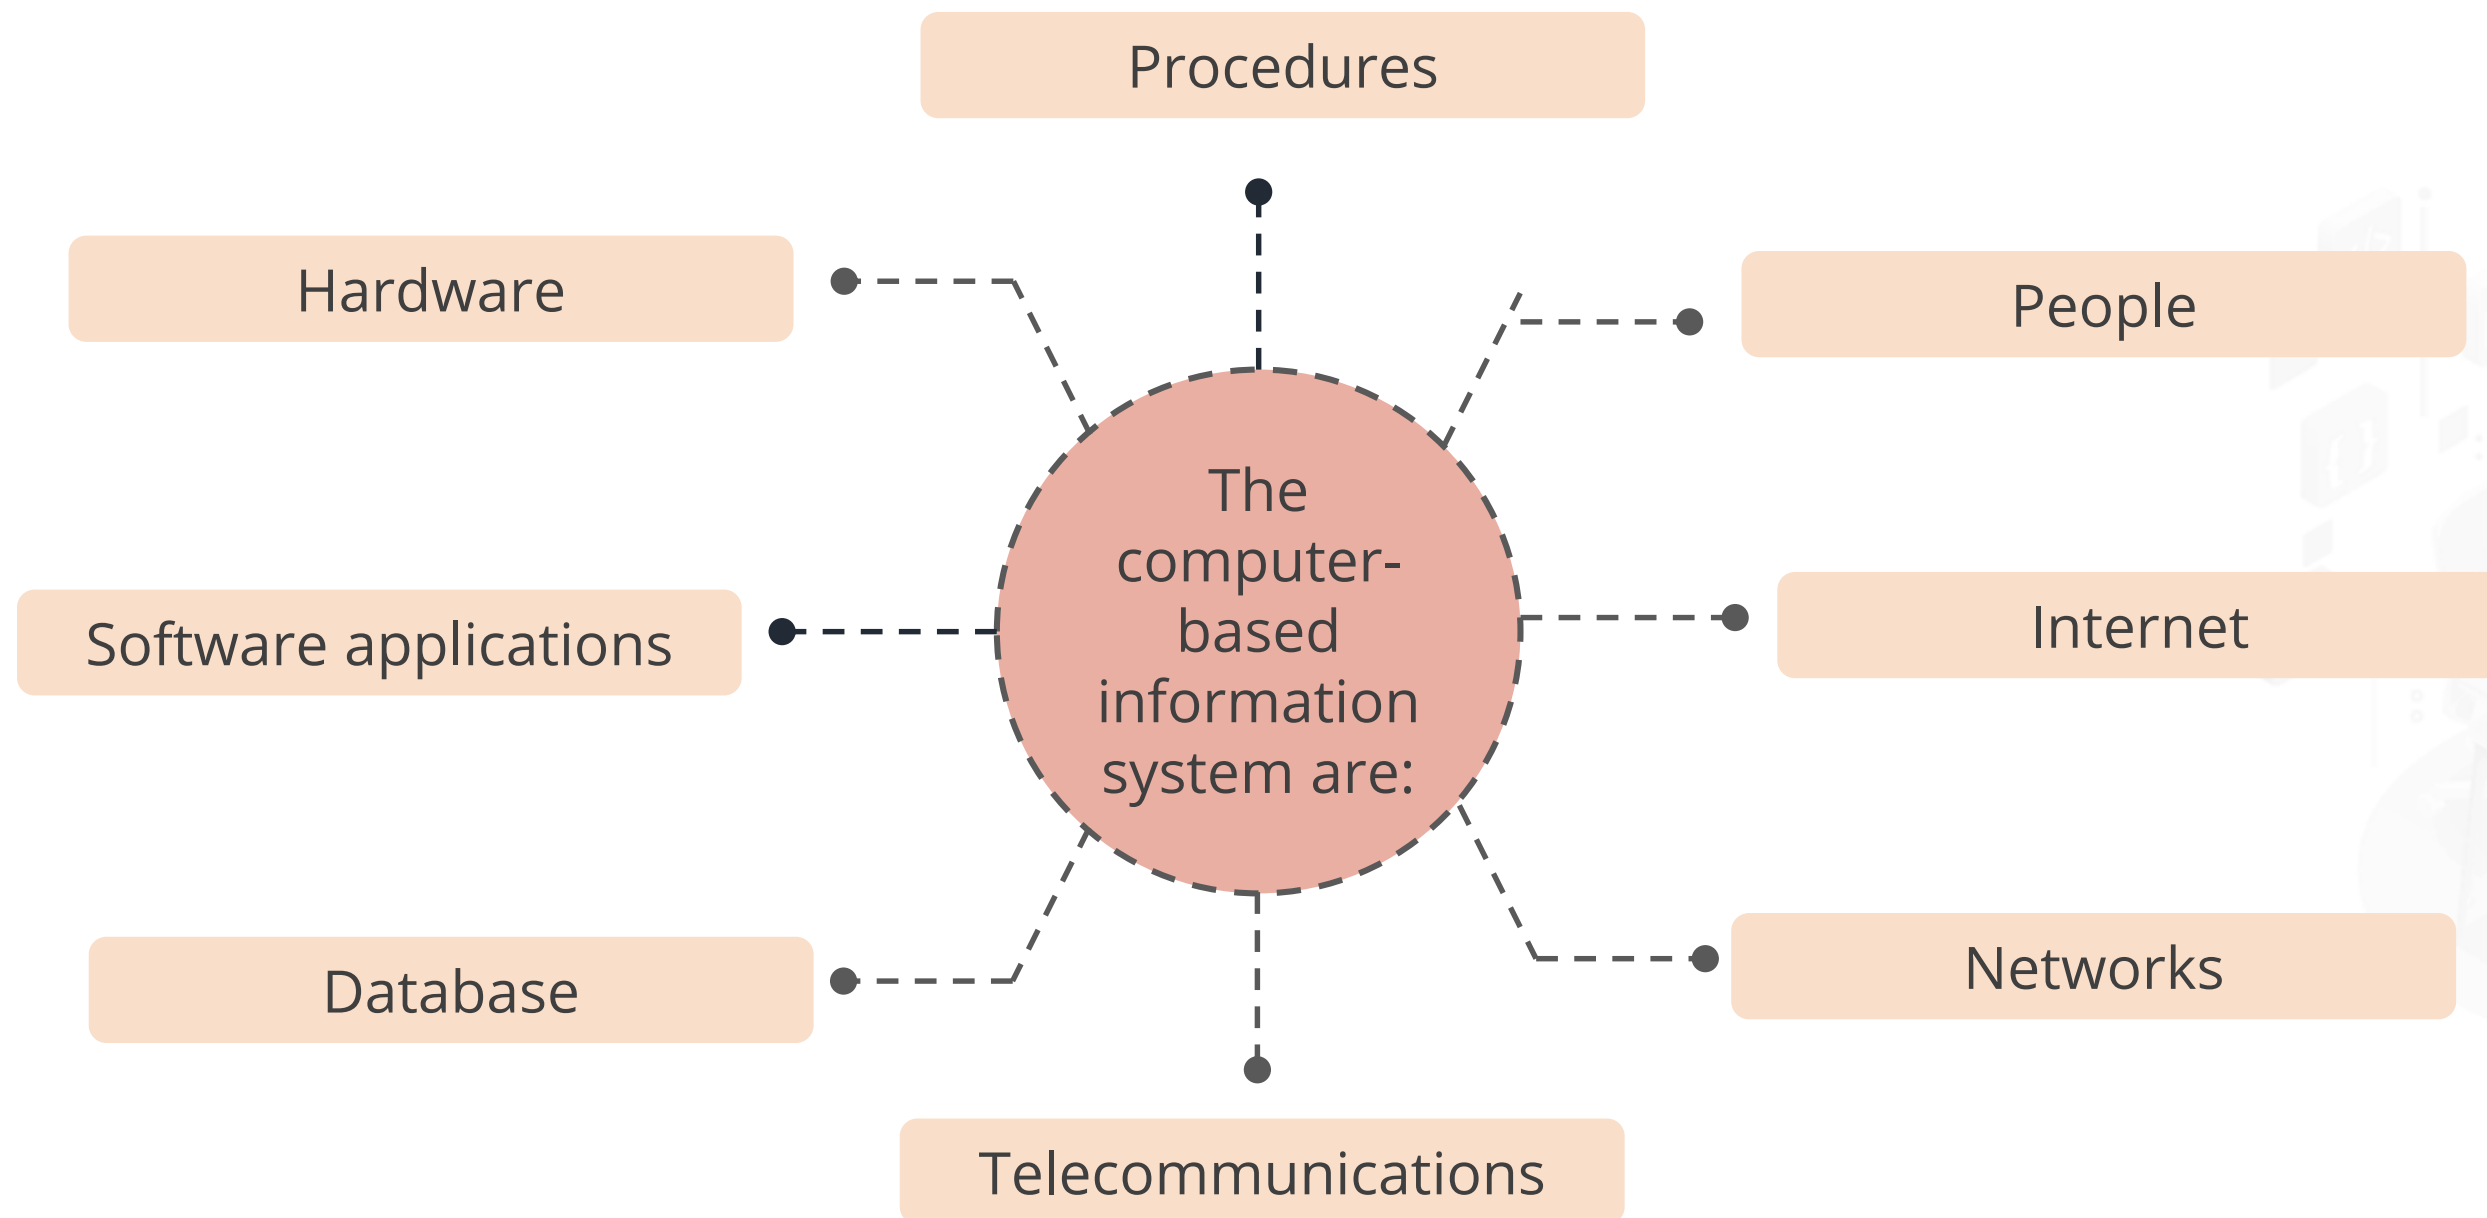 Procedures
Hardware
People
The
computer-
based
information
system are:
Software applications
Internet
Database
Networks
Telecommunications